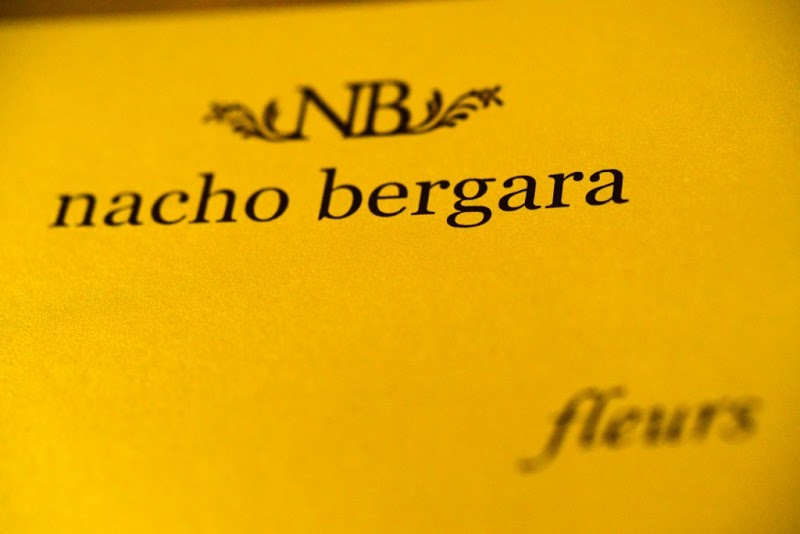 NB
nacho bergara
fleurs